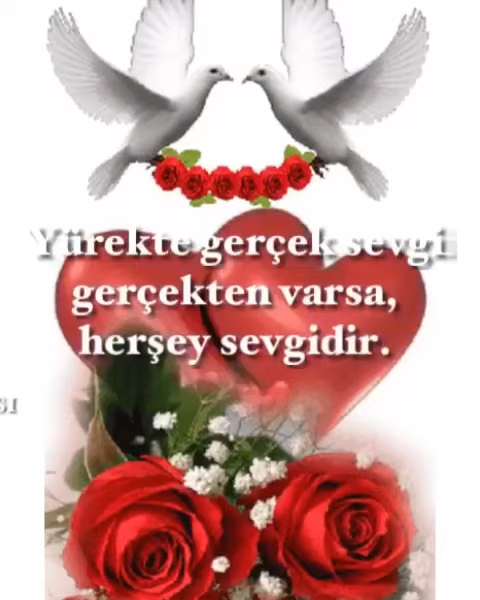 Yürekte gerçek sevgi
gerçekten varsa,
herşey sevgidir.